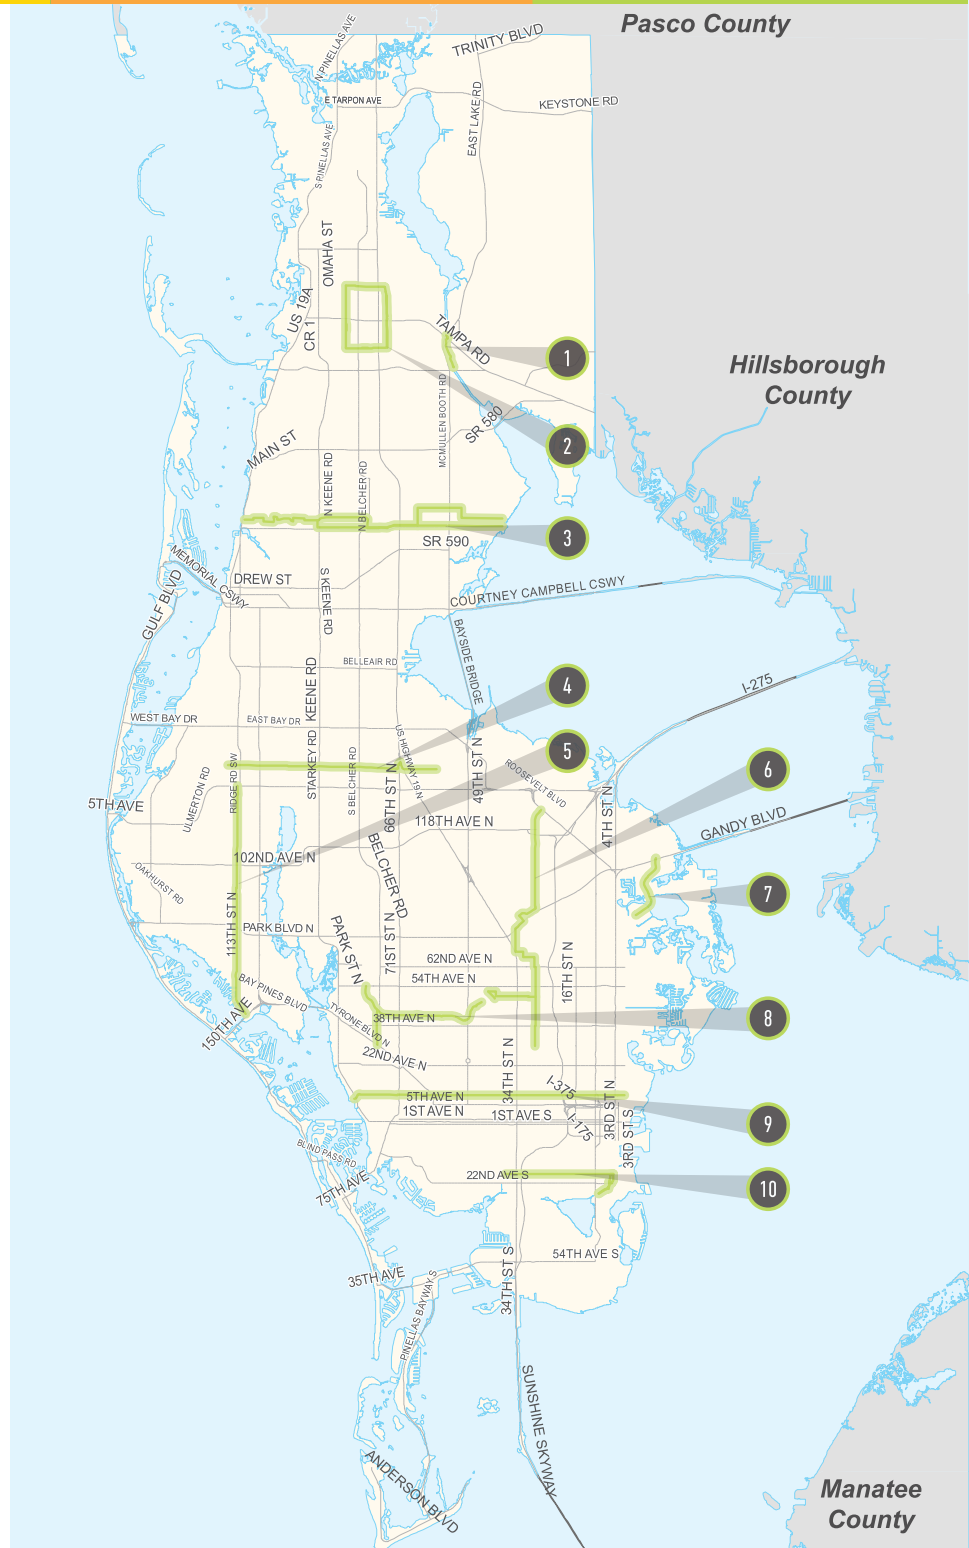 Pasco County
N PINELLAS AVE
TRINITY BLVD
E TARPON AVE
KEYSTONE RD
EAST LAKE RD
S PINELLAS AVE
OMAHA ST
US 19A
CR 1
TAMPA RD
1
Hillsborough
County
MCMULLEN BOOTH RD
SR 580
2
MAIN ST
N KEENE RD
N BELCHER RD
3
SR 590
MEMORIAL CSWY
DREW ST
GULF BLVD
S KEENE RD
COURTNEY CAMPBELL CSWY
BAYSIDE BRIDGE
BELLEAIR RD
KEENE RD
4
I-275
WEST BAY DR
EAST BAY DR
US HIGHWAY 19 N
49TH ST N
5
STARKEY RD
S BELCHER RD
RIDGE RD SW
ULMERTON RD
66TH ST N
ROOSEVELT BLVD
6
5TH AVE
4TH ST N
118TH AVE N
GANDY BLVD
102ND AVE N
BELCHER RD
OAKHURST RD
7
113TH ST N
PARK BLVD N
PARK ST N
71ST ST N
62ND AVE N
16TH ST N
54TH AVE N
BAY PINES BLVD
150TH AVE
TYRONE BLVD N
38TH AVE N
8
22ND AVE N
34TH ST N
I-375
5TH AVE N
3RD ST N
1ST AVE N
1ST AVE S
I-175
3RD ST S
9
BLIND PASS RD
75TH AVE
22ND AVE S
10
54TH AVE S
34TH ST S
35TH AVE
PINELLAS BAYWAY S
SUNSHINE SKYWAY
ANDERSON BLVD
Manatee
County